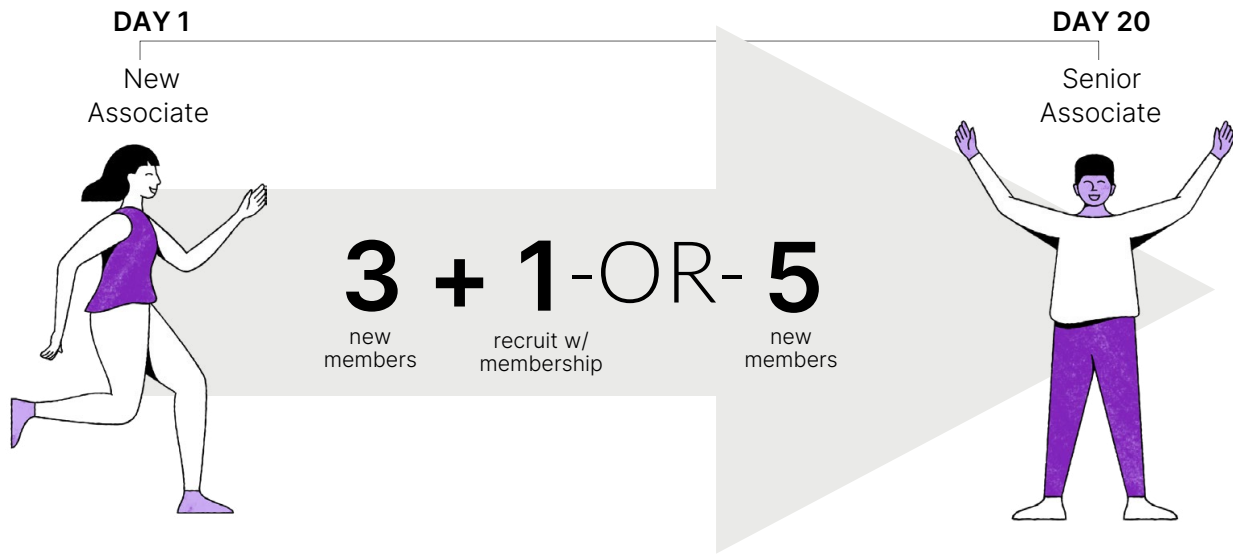 DAY 1
DAY 20
New
Associate
Senior
Associate
3 + 1 -OR- 5
new
members
recruit w/
membership
new
members